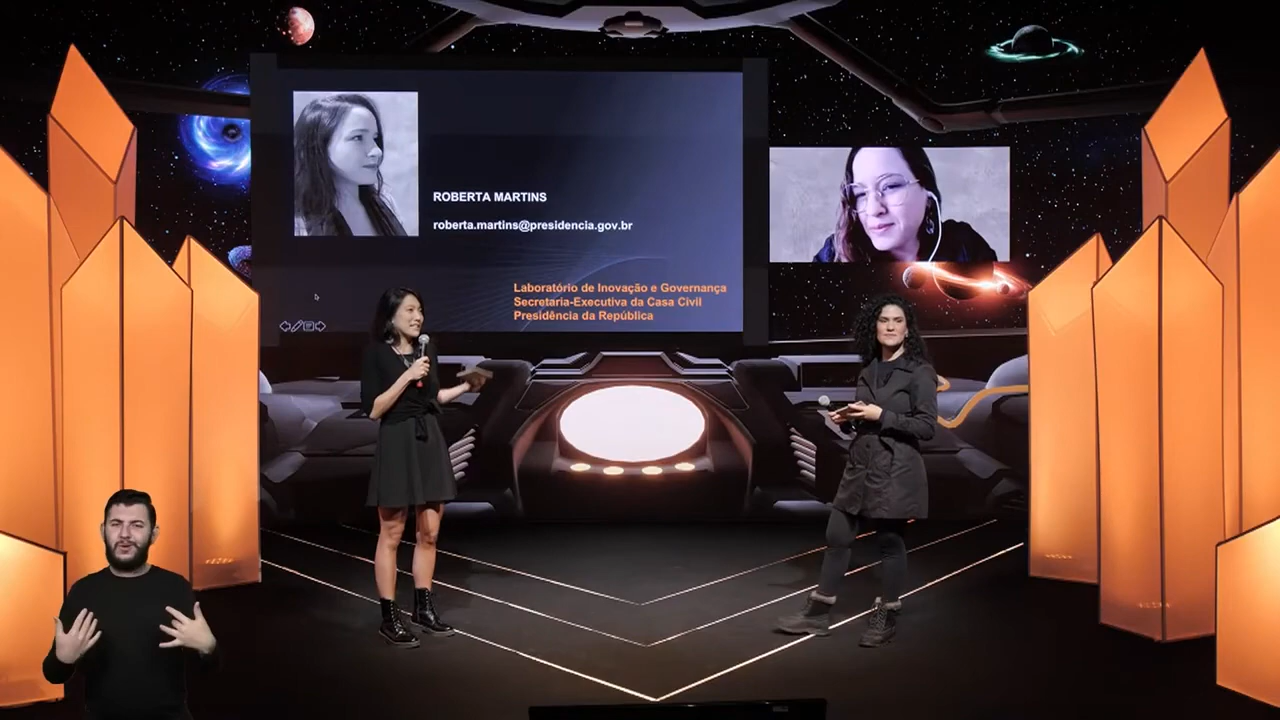 ROBERTA MARTINS
roberta.martins@presidencia.gov.br
Laboratório de Inovação e Governança
Secretaria-Executiva da Casa Civil
Presidência da República